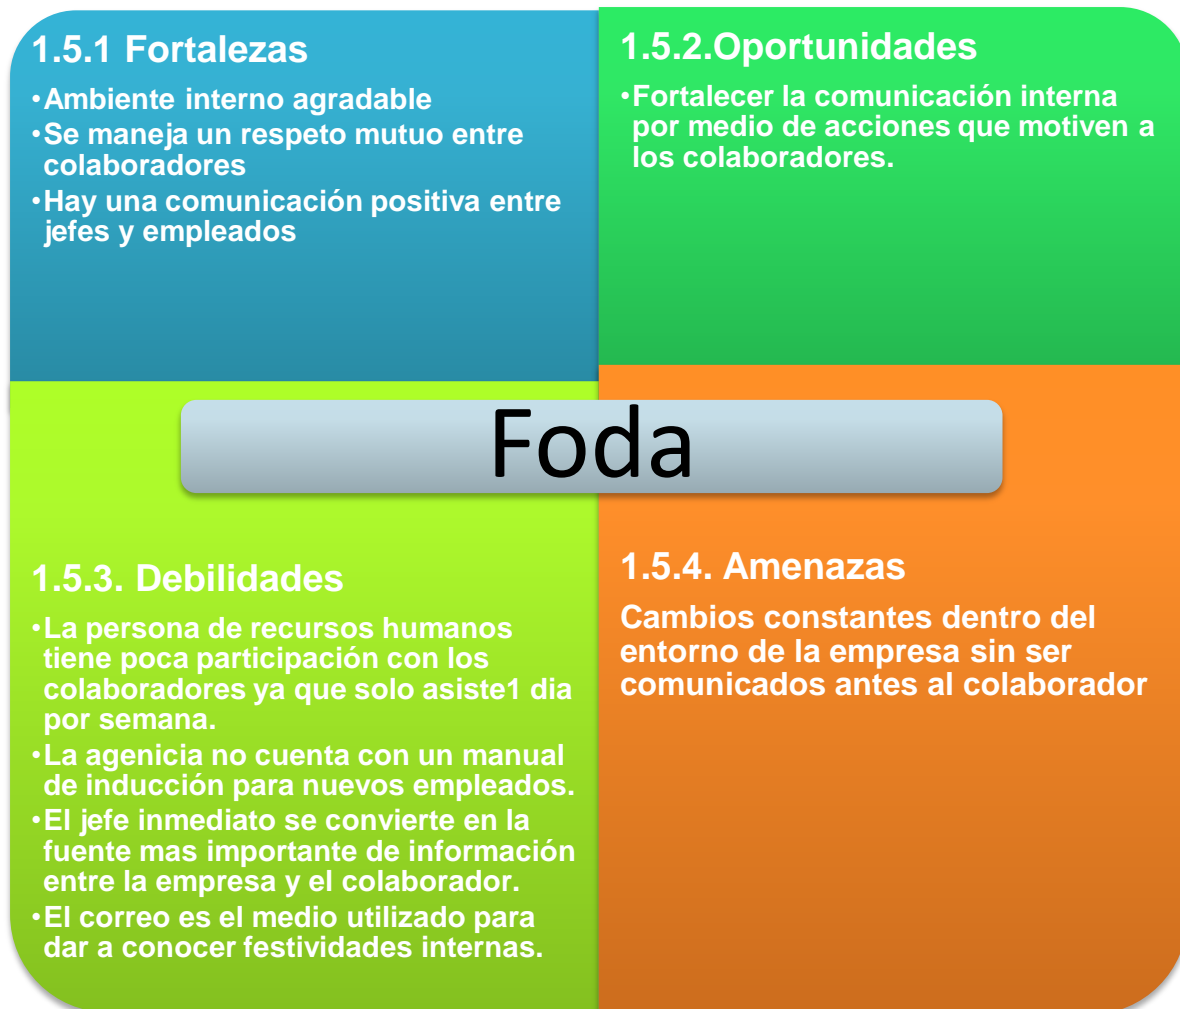 1.5.1 Fortalezas
•Ambiente interno agradable
•Se maneja un respeto mutuo entre
colaboradores
•Hay una comunicación positiva entre
jefes y empleados
1.5.2.Oportunidades
•Fortalecer la comunicación interna
por medio de acciones que motiven a
los colaboradores.
Foda
1.5.3. Debilidades
•La persona de recursos humanos
tiene poca participación con los
colaboradores ya que solo asiste1 dia
por semana.
•La agenicia no cuenta con un manual
de inducción para nuevos empleados.
•El jefe inmediato se convierte en la
fuente mas importante de información
entre la empresa y el colaborador.
•El correo es el medio utilizado para
dar a conocer festividades internas.
1.5.4. Amenazas
Cambios constantes dentro del
entorno de la empresa sin ser
comunicados antes al colaborador